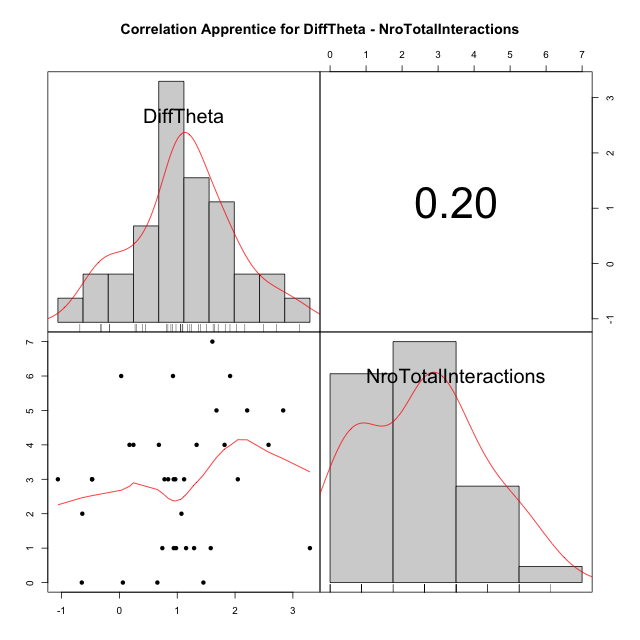 Correlation Apprentice for DiffTheta - NroTotalInteractions
0 1 2 3 4 5 6 7
DiffTheta
0.20
3
2
1
0
-1
7
6
5
4
3
2
1
0
NroTotalInteractions
-1 0 1 2 3